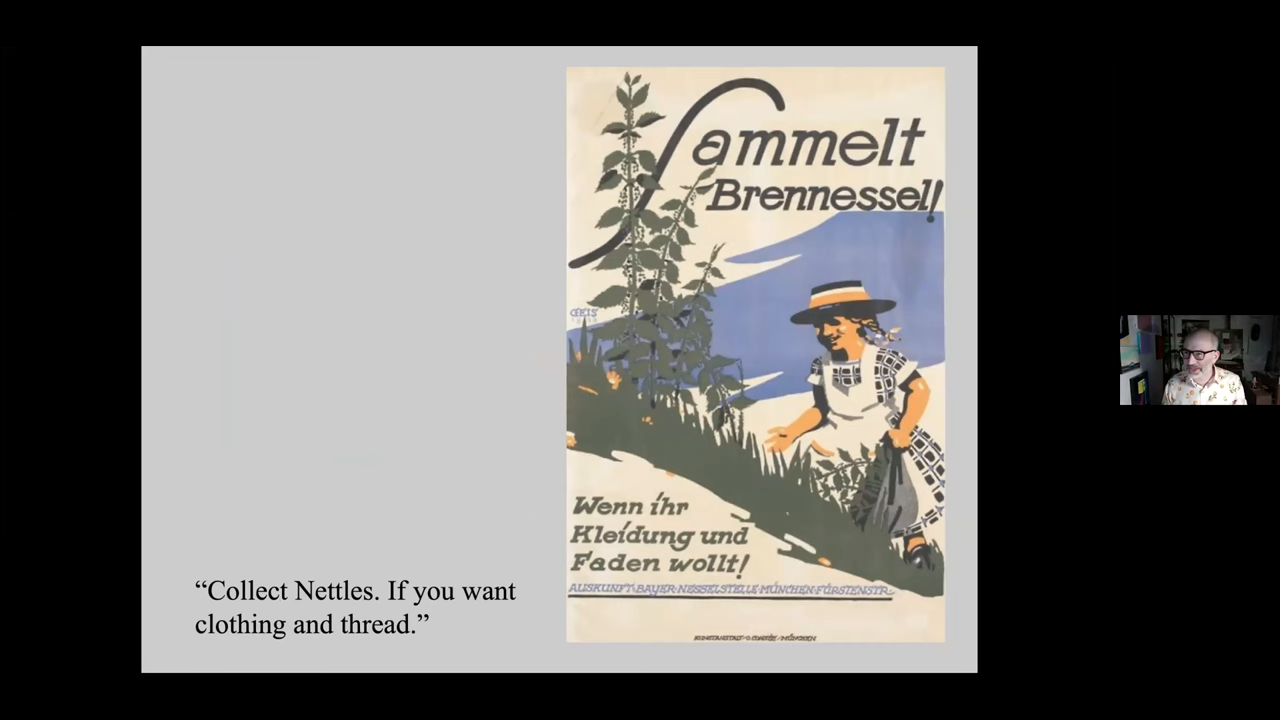 Sammelt
Brennessel!
GEIS
Wenn ihr
Kleidung und
Faden wollt!
AUSKUNFT·BAYER·NESSELSTELLE·MÜNCHEN·FÜRSTENSTR.
“Collect Nettles. If you want
clothing and thread.”